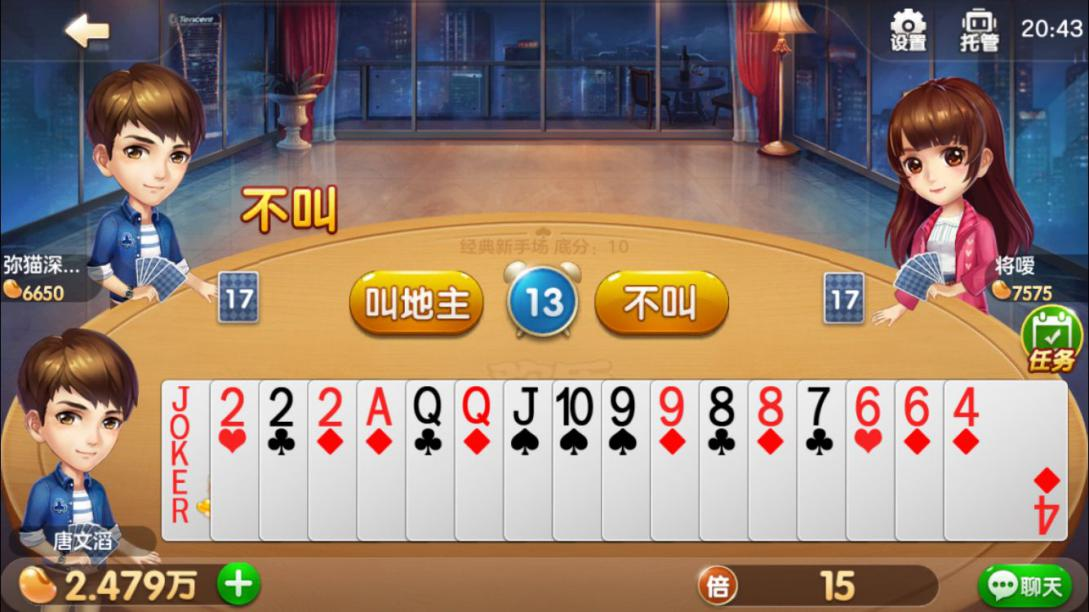 Tencent
设置
托管
20:43
不叫
经典新手场 底分：10
弥猫深...
6650
17
叫地主
13
不叫
17
将嗳
7575
任务
JOKER
2
2
2
A
Q
Q
J
10
9
9
8
8
7
6
6
4
4
唐文滔
2.479万
倍
15
聊天